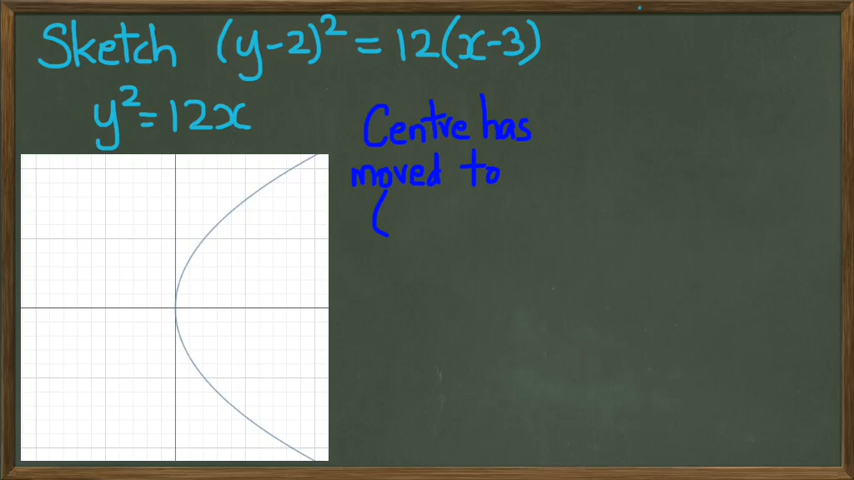 Sketch (y-2)² = 12(x-3)
y² = 12x
Centre has
moved to
(